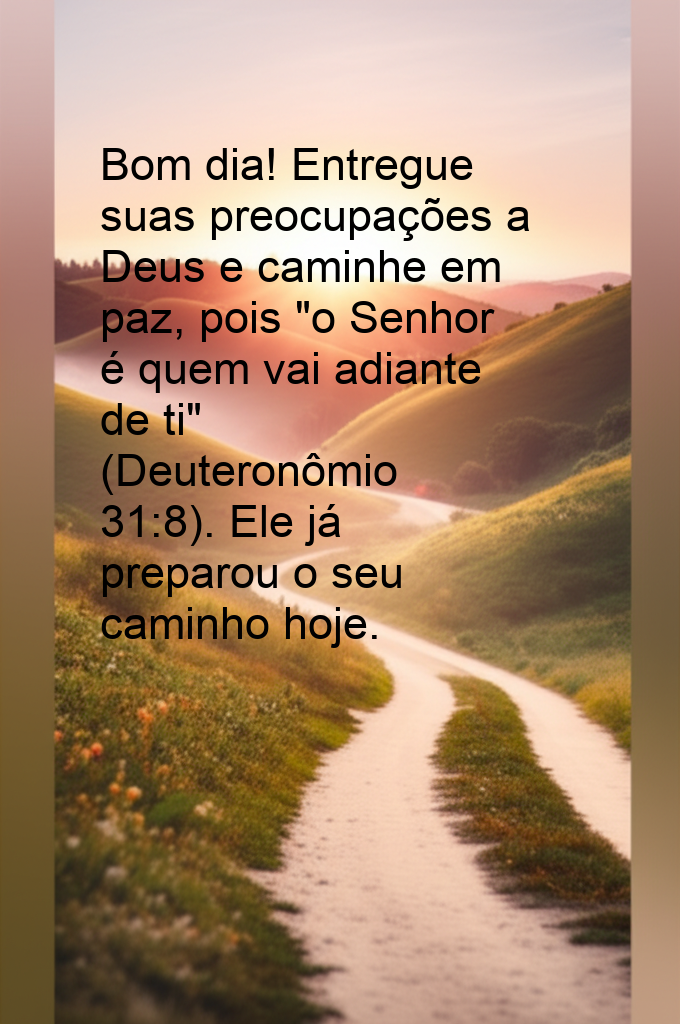 Bom dia! Entregue
suas preocupações a
Deus e caminhe em
paz, pois "o Senhor
é quem vai adiante
de ti"
(Deuteronômio
31:8). Ele já
preparou o seu
caminho hoje.